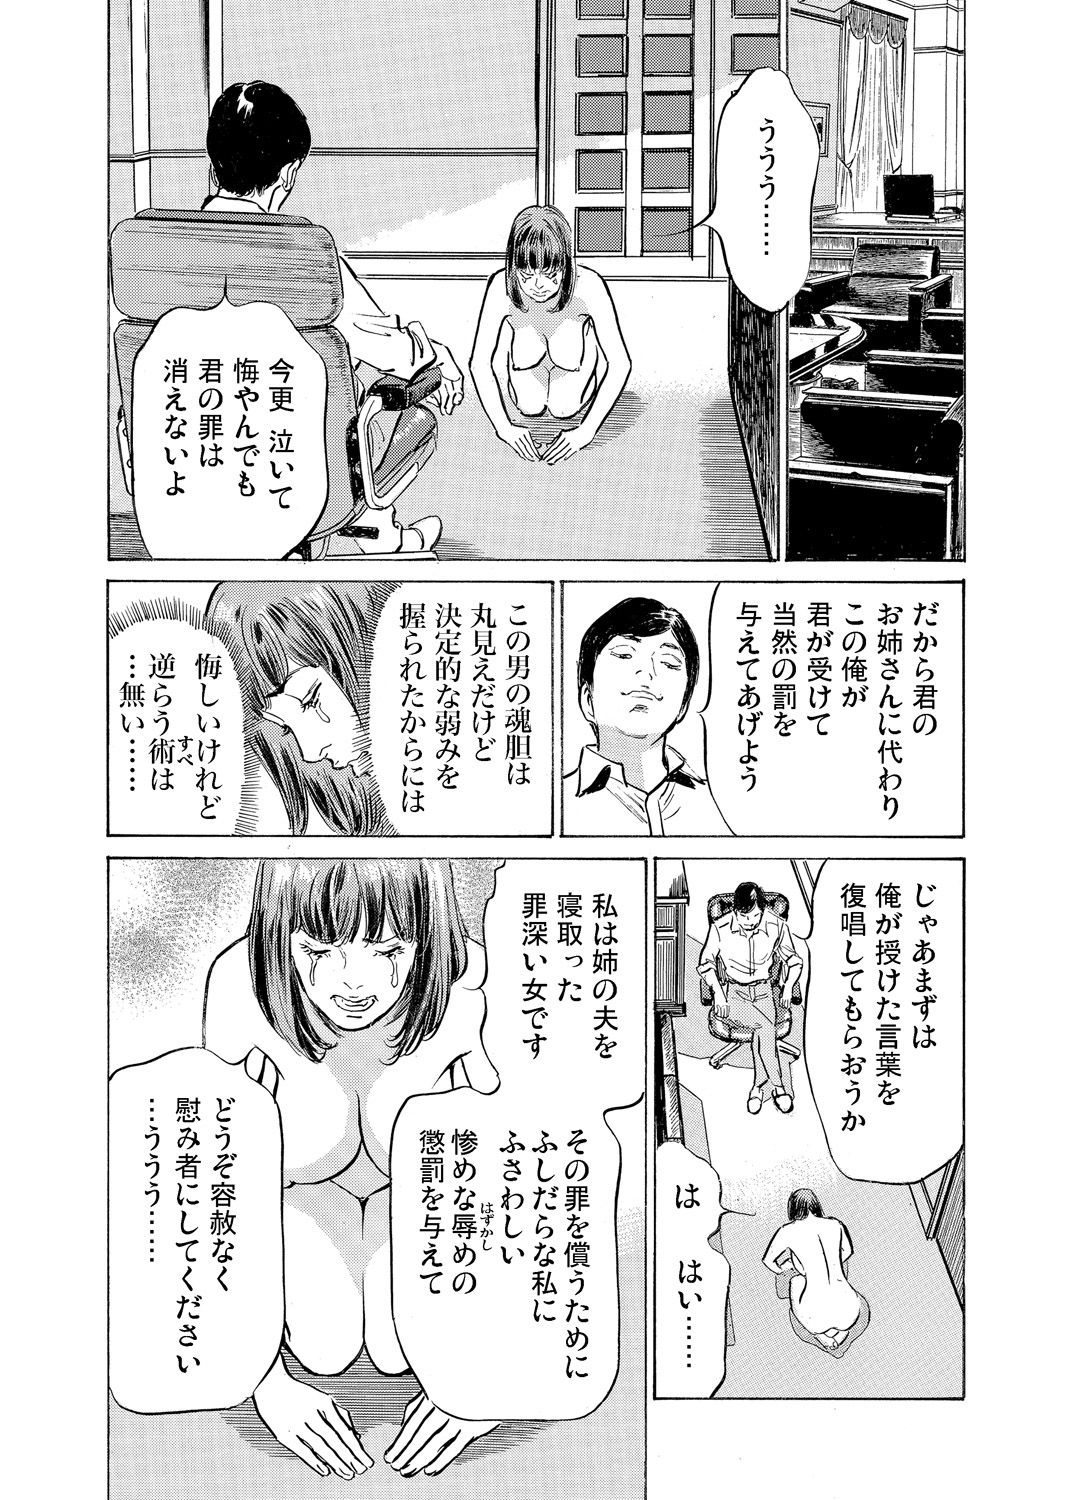 ううう……
今更 泣いて
悔やんでも
君の罪は
消えないよ
だから君の
お姉さんに代わり
この俺が
君が受けて
当然の罰を
与えてあげよう
この男の魂胆は
丸見えだけど
決定的な弱みを
握られたからには
悔しいけれど
逆らう術は
すべ
…無い……
じゃあまずは
俺が授けた言葉を
復唱してもらおうか
は はい……
私は姉の夫を
寝取った
罪深い女です
その罪を償うために
ふしだらな私に
ふさわしい
惨めな辱めの
はずかし
懲罰を与えて
どうぞ容赦なく
慰み者にしてください
…ううう……